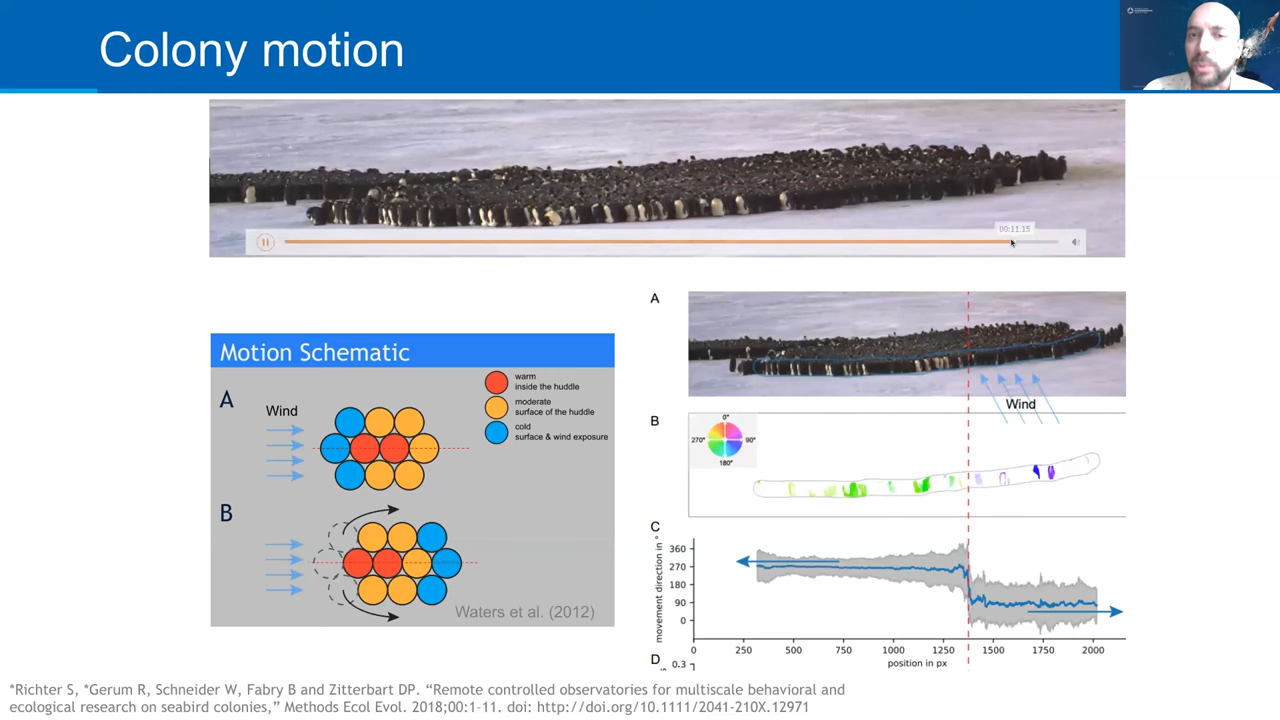 Colony motion
00:11.15
Motion Schematic
A
Wind
warm
inside the huddle
moderate
surface of the huddle
cold
surface & wind exposure
B
Waters et al. (2012)
A
Wind
B
0°
270°
90°
180°
C
movement direction in °
360
270
180
90
0
0 250 500 750 1000 1250 1500 1750 2000
position in px
D
0.3
*Richter S, *Gerum R, Schneider W, Fabry B and Zitterbart DP. “Remote controlled observatories for multiscale behavioral and
ecological research on seabird colonies,” Methods Ecol Evol. 2018;00:1–11. doi: http://doi.org/10.1111/2041-210X.12971